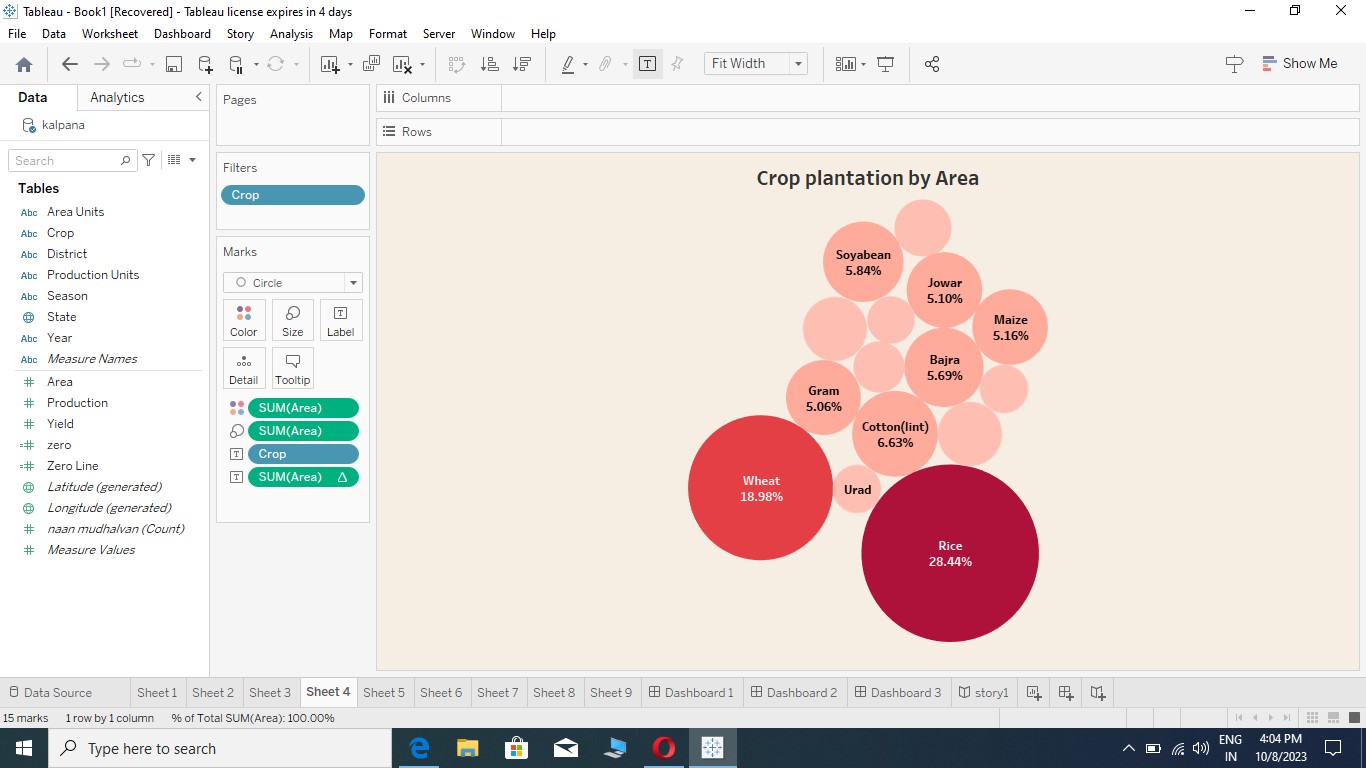 Tableau - Book1 [Recovered] - Tableau license expires in 4 days
File Data Worksheet Dashboard Story Analysis Map Format Server Window Help
Fit Width
Show Me
Data Analytics
kalpana
Search
Tables
Abc Area Units
Abc Crop
Abc District
Abc Production Units
Abc Season
State
Abc Year
Abc Measure Names
Area
Production
Yield
zero
Zero Line
Latitude (generated)
Longitude (generated)
naan mudhalvan (Count)
Measure Values
Pages
Filters
Crop
Marks
Circle
Color Size Label
Detail Tooltip
SUM(Area)
SUM(Area)
Crop
SUM(Area)
Columns
Rows
Crop plantation by Area
Soyabean
5.84%
Jowar
5.10%
Maize
5.16%
Bajra
5.69%
Gram
5.06%
Cotton(lint)
6.63%
Wheat
18.98%
Urad
Rice
28.44%
Data Source Sheet 1 Sheet 2 Sheet 3 Sheet 4 Sheet 5 Sheet 6 Sheet 7 Sheet 8 Sheet 9 Dashboard 1 Dashboard 2 Dashboard 3 story1
15 marks 1 row by 1 column % of Total SUM(Area): 100.00%
Type here to search
ENG 4:04 PM
IN 10/8/2023